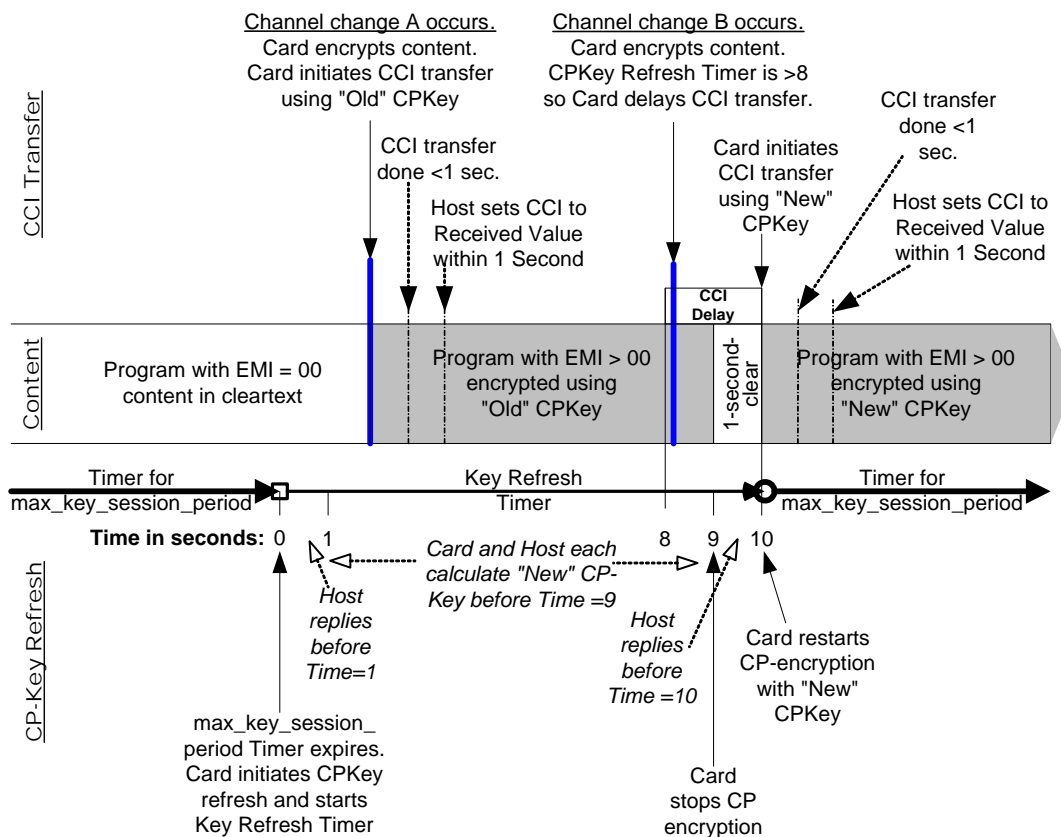 Channel change A occurs.
Card encrypts content.
Card initiates CCI transfer
using "Old" CPKey
Channel change B occurs.
Card encrypts content.
CPKey Refresh Timer is >8
so Card delays CCI transfer.
CCI Transfer
CCI transfer
done <1 sec.
Host sets CCI to
Received Value
within 1 Second
Card initiates
CCI transfer
using "New"
CPKey
CCI transfer
done <1
sec.
Host sets CCI to
Received Value
within 1 Second
CCI
Delay
Content
Program with EMI = 00
content in cleartext
Program with EMI > 00
encrypted using
"Old" CPKey
1-second-
clear
Program with EMI > 00
encrypted using
"New" CPKey
Timer for
max_key_session_period
Key Refresh
Timer
Timer for
max_key_session_period
Time in seconds: 0 1 8 9 10
CP-Key Refresh
Host
replies
before
Time=1
Card and Host each
calculate "New" CP-
Key before Time =9
Host
replies
before
Time =10
Card restarts
CP-encryption
with "New"
CPKey
max_key_session_
period Timer expires.
Card initiates CPKey
refresh and starts
Key Refresh Timer
Card
stops CP
encryption